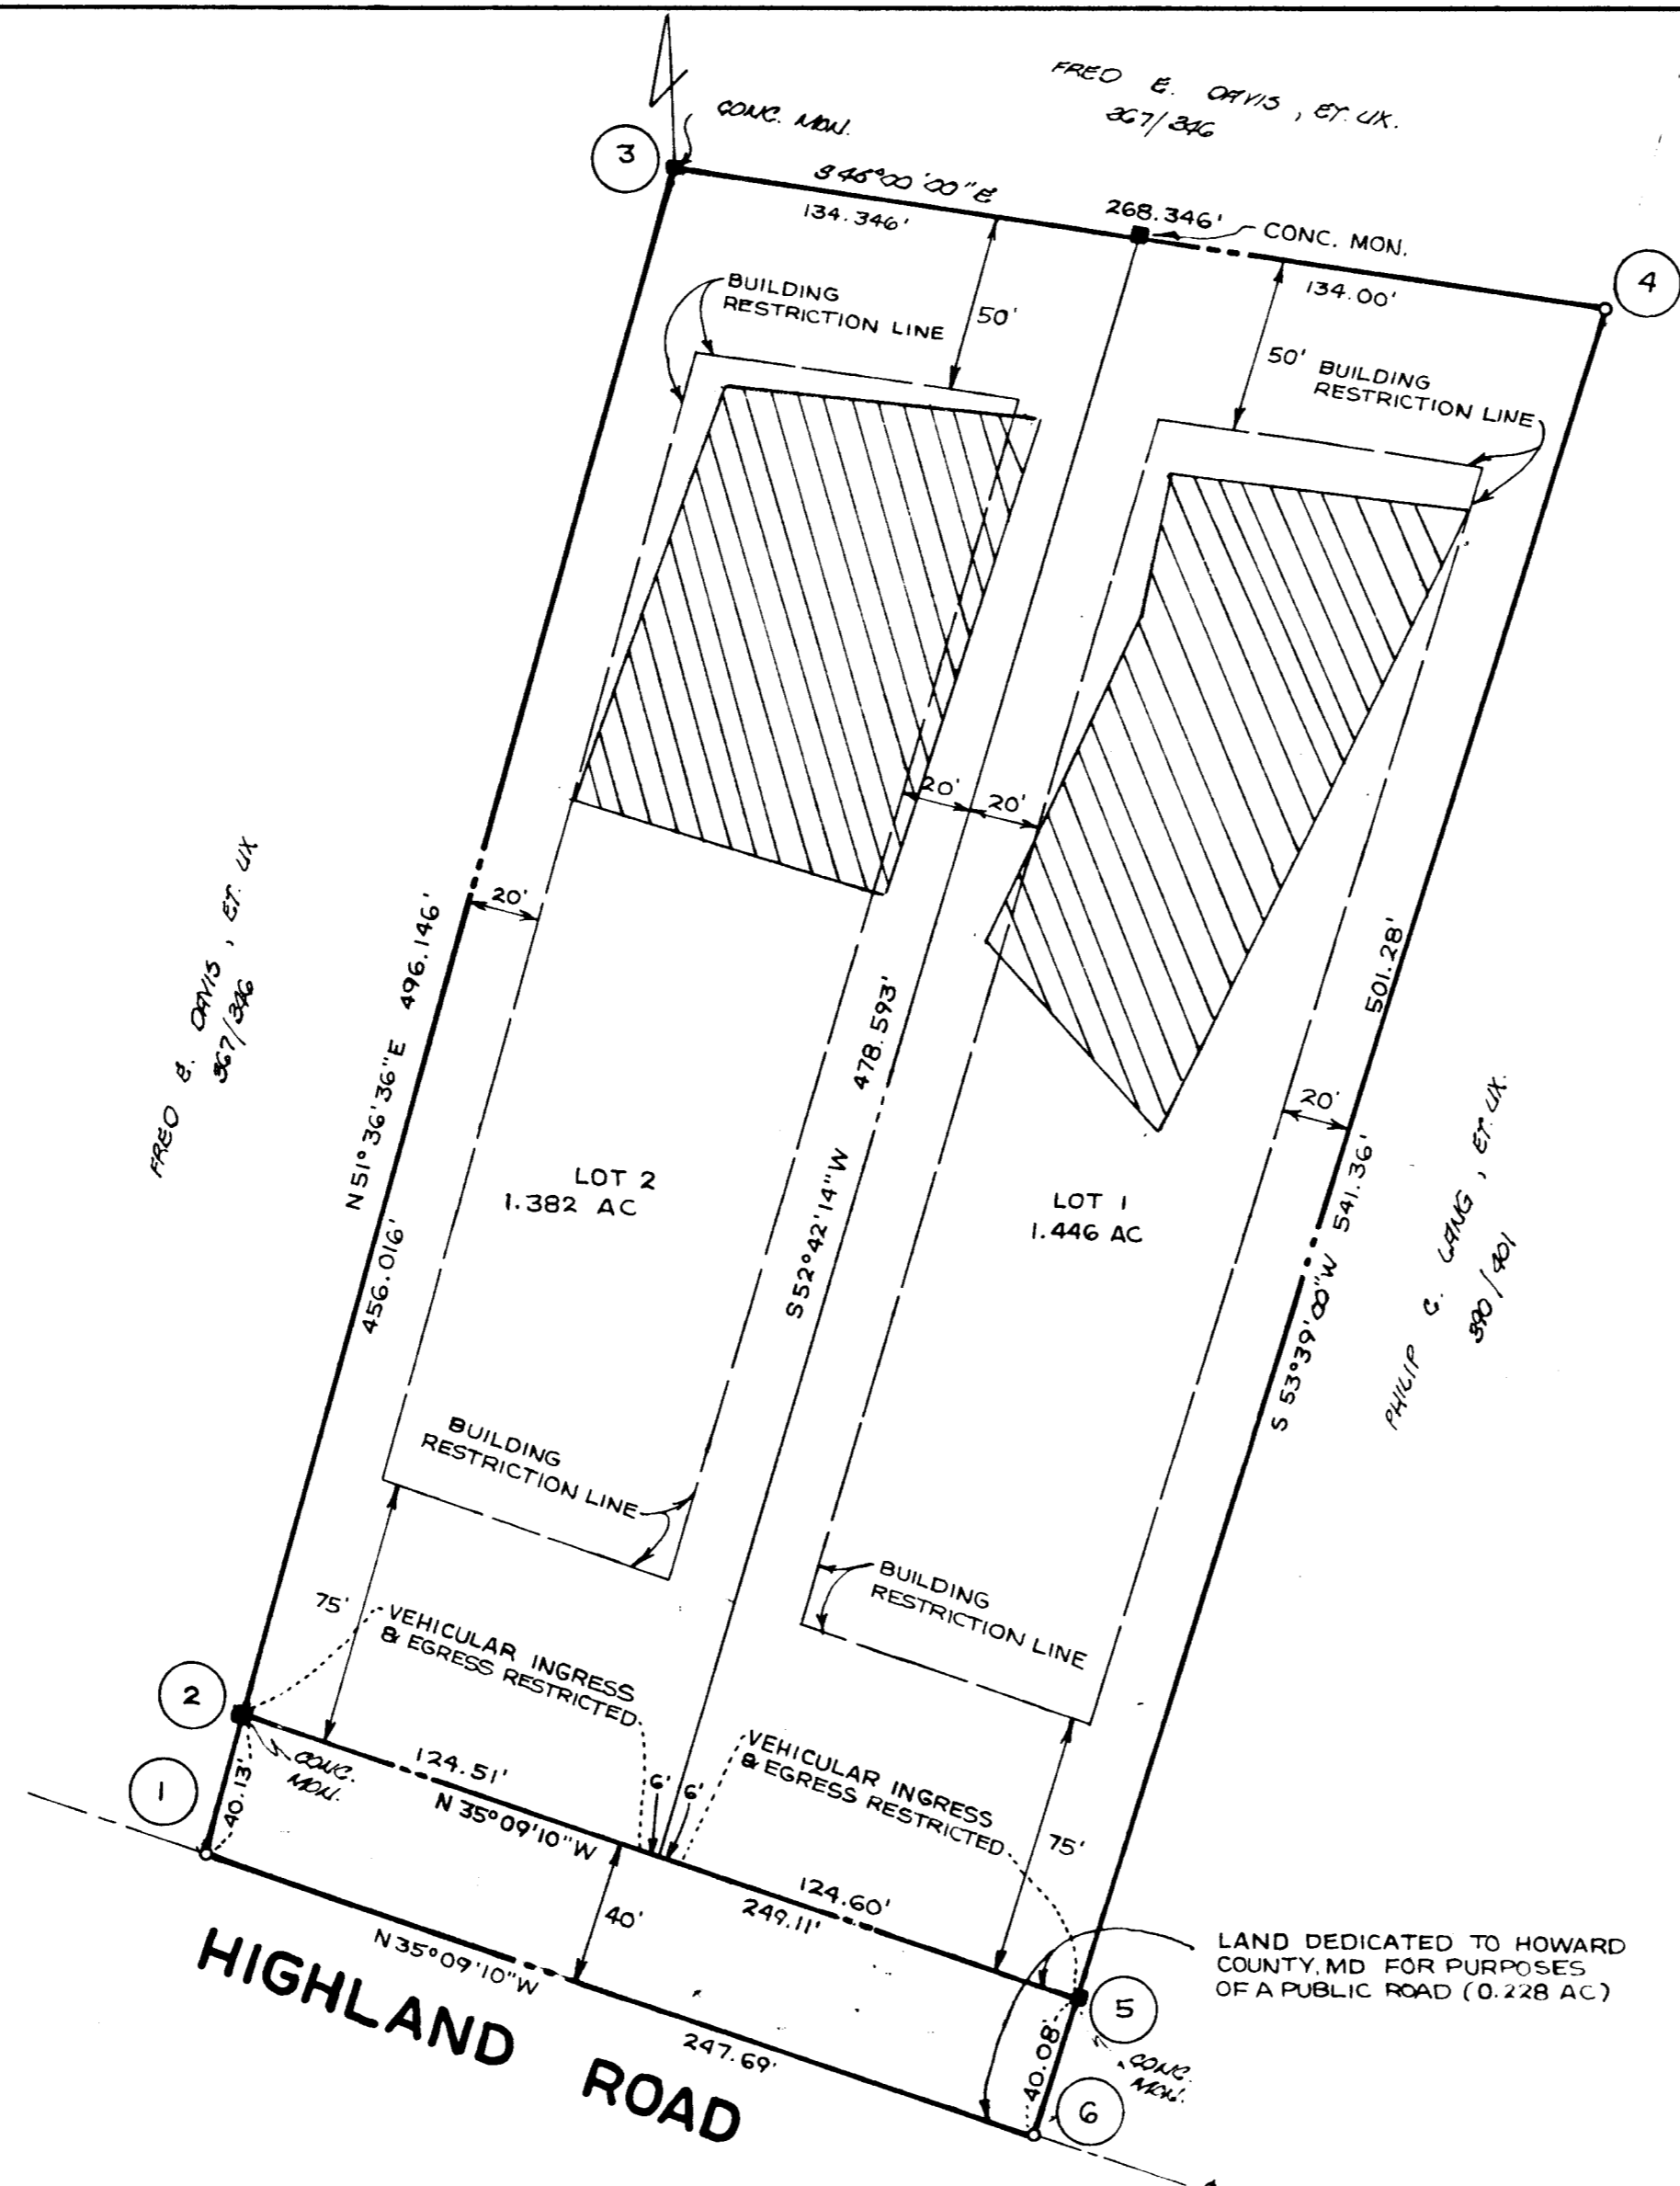 FRED E. DAVIS, ET. UX.
367/346
CONC. MON.
3
S 46°00'00"E
134.346'
268.346'
CONC. MON.
4
134.00'
BUILDING
RESTRICTION LINE
50'
50' BUILDING
RESTRICTION LINE
20'
20'
20'
FRED E. DAVIS, ET. UX
367/346
N51°36'36"E 496.146'
456.016'
478.593'
S52°42'14"W
501.28'
20'
S 53°39'00"W 541.36'
PHILIP C. LANG, ET. UX.
390/401
LOT 2
1.382 AC
LOT 1
1.446 AC
BUILDING
RESTRICTION LINE
BUILDING
RESTRICTION LINE
75'
VEHICULAR INGRESS
& EGRESS RESTRICTED
2
CONC.
MON.
1
40.13'
124.51'
N 35°09'10"W
6'
6'
VEHICULAR INGRESS
& EGRESS RESTRICTED
75'
124.60'
249.11'
40'
N35°09'10"W
247.69'
HIGHLAND ROAD
LAND DEDICATED TO HOWARD
COUNTY, MD FOR PURPOSES
OF A PUBLIC ROAD (0.228 AC)
5
40.08'
CONC.
MON.
6